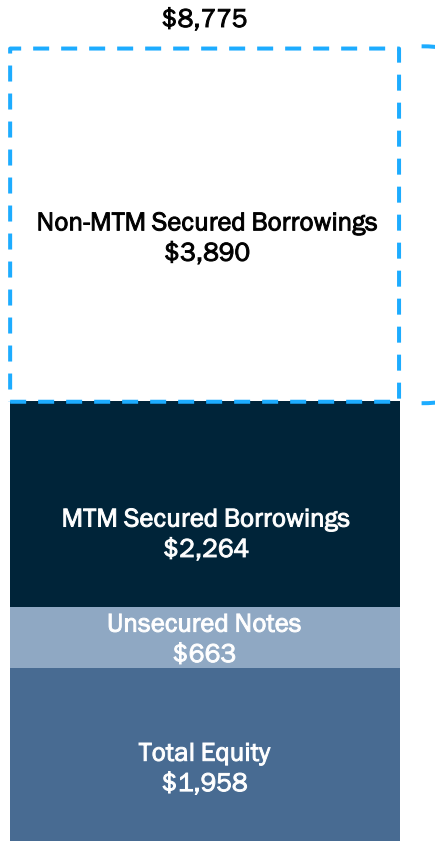 $8,775
Non-MTM Secured Borrowings
$3,890
MTM Secured Borrowings
$2,264
Unsecured Notes
$663
Total Equity
$1,958